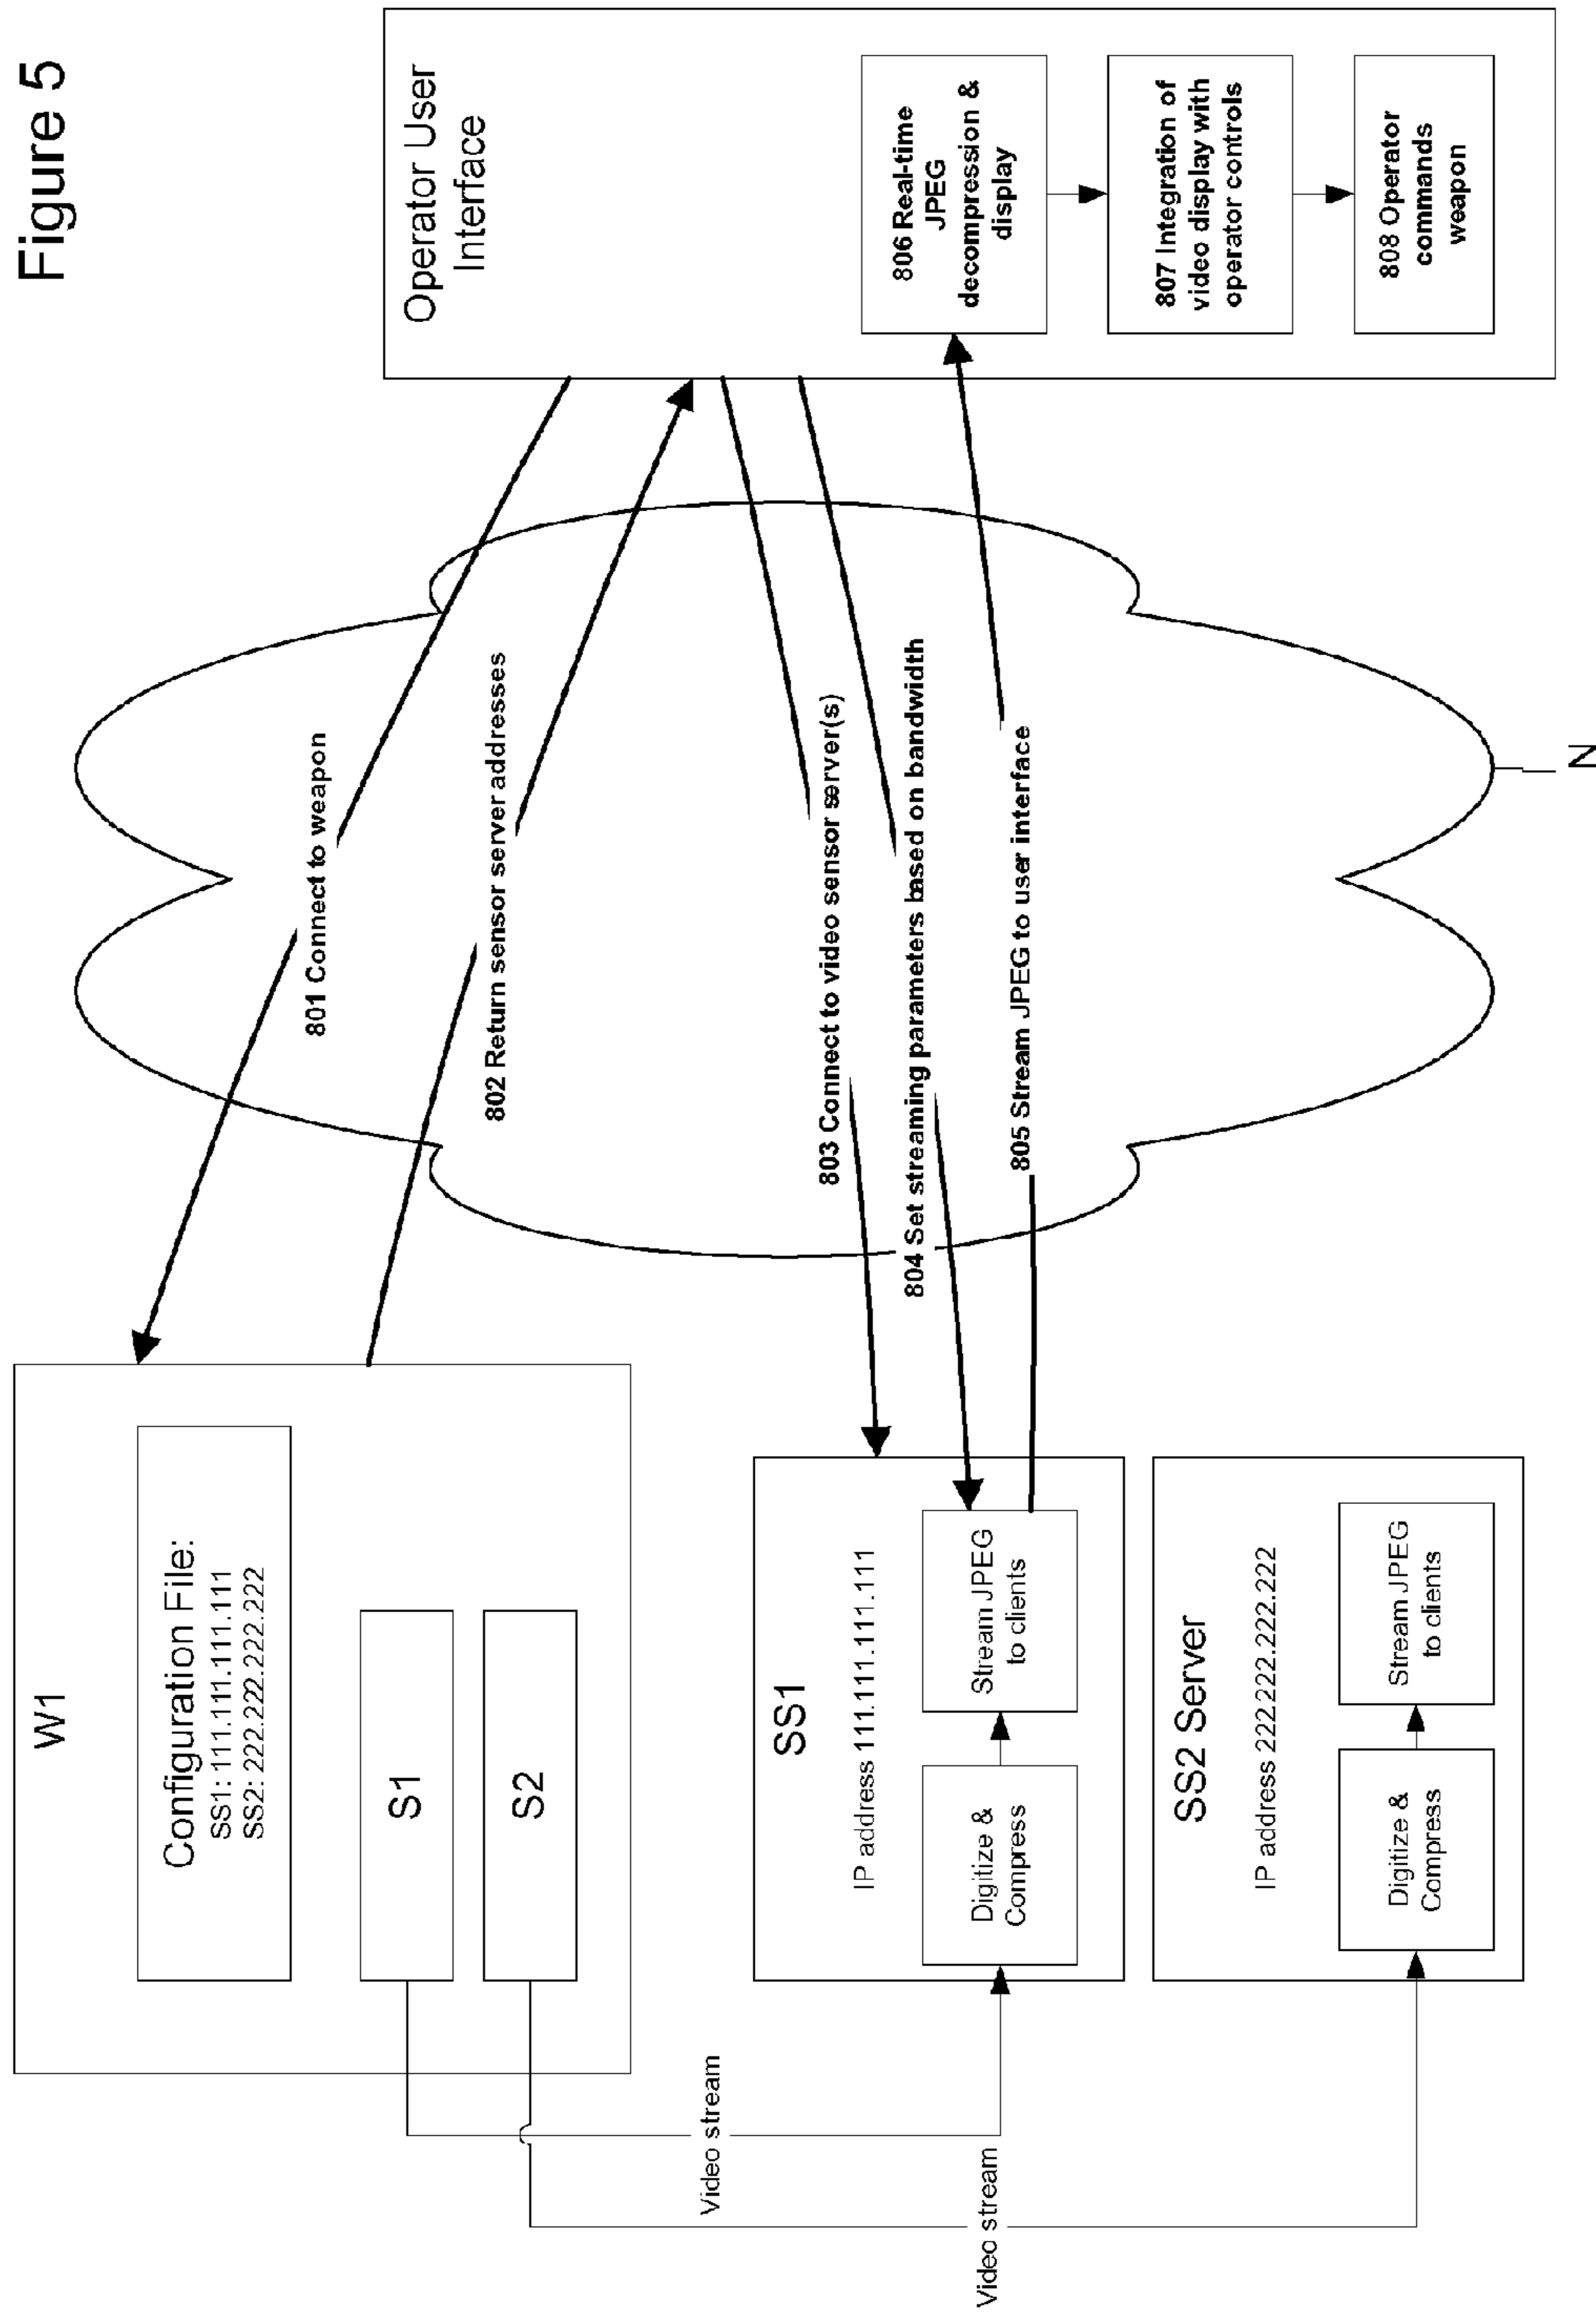 Figure 5
W1
Configuration File:
SS1: 111.111.111.111
SS2: 222.222.222.222
S1
S2
Video stream
Video stream
SS1
IP address 111.111.111.111
Digitize &
Compress
Stream JPEG
to clients
SS2 Server
IP address 222.222.222.222
Digitize &
Compress
Stream JPEG
to clients
801 Connect to weapon
802 Return sensor server addresses
803 Connect to video sensor server(s)
804 Set streaming parameters based on bandwidth
805 Stream JPEG to user interface
N
Operator User
Interface
806 Real-time
JPEG
decompression &
display
807 Integration of
video display with
operator controls
808 Operator
commands
weapon